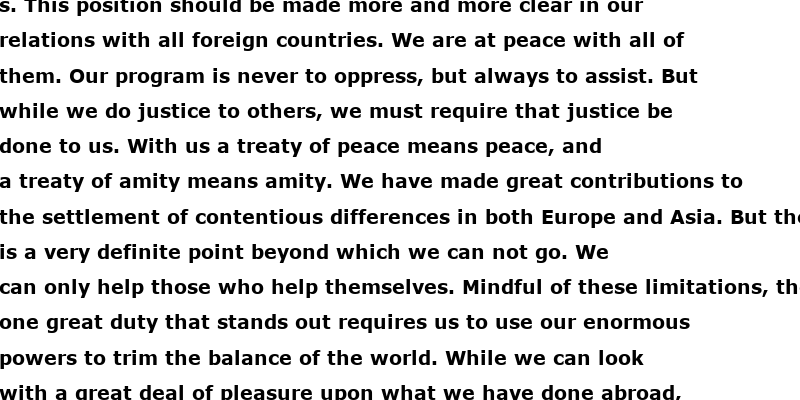 s. This position should be made more and more clear in our
relations with all foreign countries. We are at peace with all of
them. Our program is never to oppress, but always to assist. But
while we do justice to others, we must require that justice be
done to us. With us a treaty of peace means peace, and
a treaty of amity means amity. We have made great contributions to
the settlement of contentious differences in both Europe and Asia. But
is a very definite point beyond which we can not go. We
can only help those who help themselves. Mindful of these limitations,
one great duty that stands out requires us to use our enormous
powers to trim the balance of the world. While we can look
with a great deal of pleasure upon what we have done abroad,